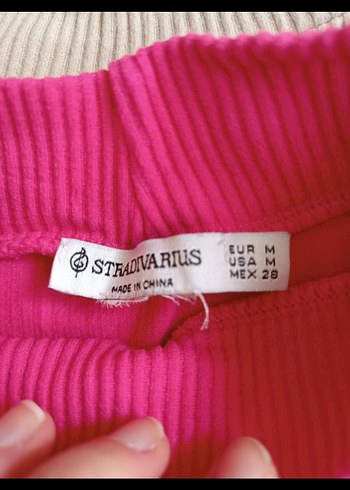 STRADIVARIUS
MADE IN CHINA
EUR M
USA M
MEX 28